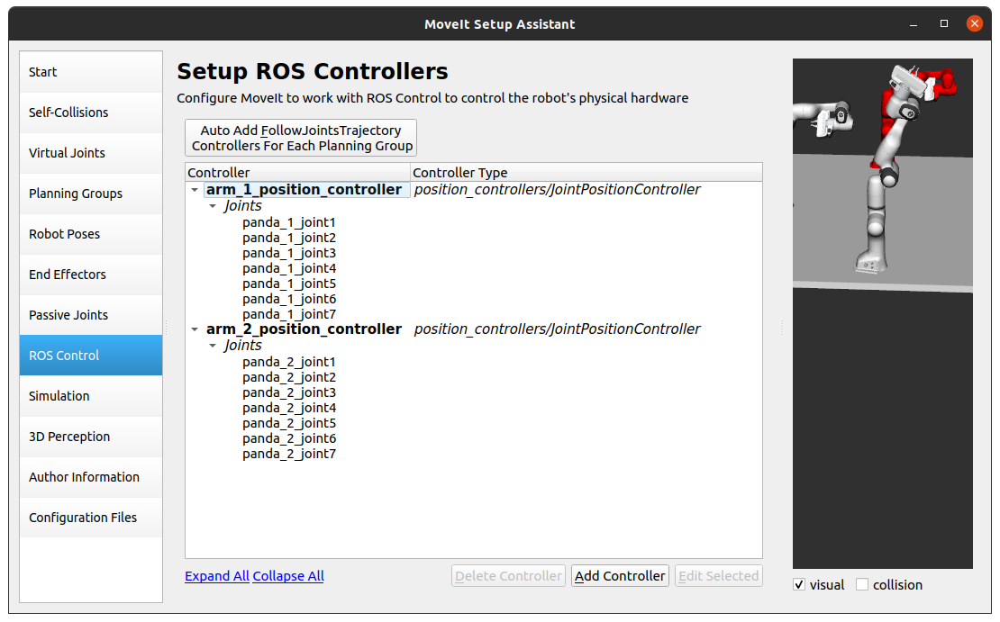 MoveIt Setup Assistant
Start
Self-Collisions
Virtual Joints
Planning Groups
Robot Poses
End Effectors
Passive Joints
ROS Control
Simulation
3D Perception
Author Information
Configuration Files
Setup ROS Controllers
Configure MoveIt to work with ROS Control to control the robot's physical hardware
Auto Add FollowJointsTrajectory
Controllers For Each Planning Group
Controller Controller Type
arm_1_position_controller position_controllers/JointPositionController
Joints
panda_1_joint1
panda_1_joint2
panda_1_joint3
panda_1_joint4
panda_1_joint5
panda_1_joint6
panda_1_joint7
arm_2_position_controller position_controllers/JointPositionController
Joints
panda_2_joint1
panda_2_joint2
panda_2_joint3
panda_2_joint4
panda_2_joint5
panda_2_joint6
panda_2_joint7
Expand All Collapse All Delete Controller Add Controller Edit Selected
visual collision